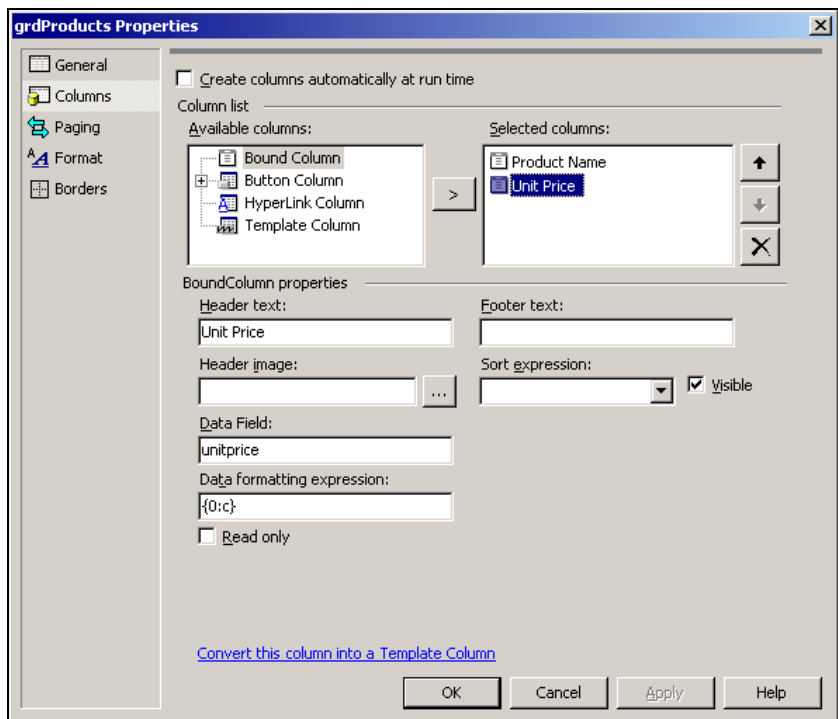 grdProducts Properties
General
Columns
Paging
Format
Borders
Create columns automatically at run time
Column list
Available columns:
Bound Column
Button Column
HyperLink Column
Template Column
>
Selected columns:
Product Name
Unit Price
BoundColumn properties
Header text:
Unit Price
Footer text:
Header image:
...
Sort expression:
Visible
Data Field:
unitprice
Data formatting expression:
{0:c}
Read only
Convert this column into a Template Column
OK Cancel Apply Help